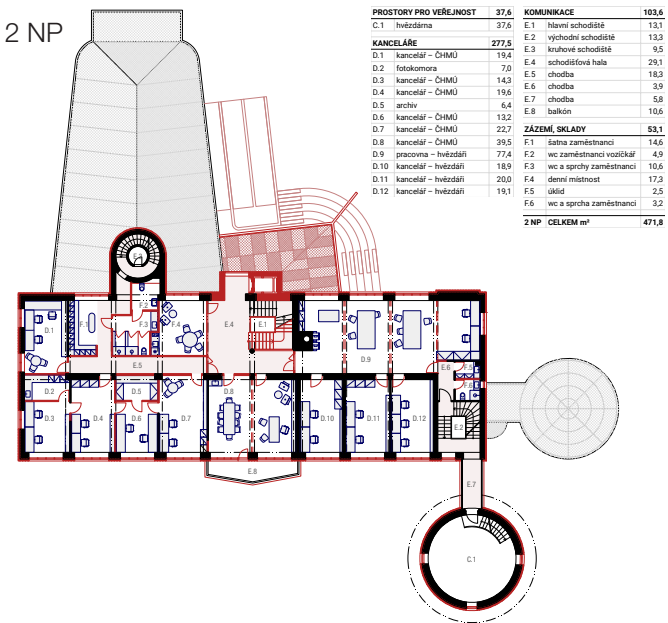 2 NP
PROSTORY PRO VEŘEJNOST 37,6
C.1 hvězdárna 37,6
KANCELÁŘE 277,5
D.1 kancelář – ČHMÚ 19,4
D.2 fotokomora 7,0
D.3 kancelář – ČHMÚ 14,3
D.4 kancelář – ČHMÚ 19,6
D.5 archiv 6,4
D.6 kancelář – ČHMÚ 13,2
D.7 kancelář – ČHMÚ 22,7
D.8 kancelář – ČHMÚ 39,5
D.9 pracovna – hvězdáři 77,4
D.10 kancelář – hvězdáři 18,9
D.11 kancelář – hvězdáři 20,0
D.12 kancelář – hvězdáři 19,1
KOMUNIKACE 103,6
E.1 hlavní schodiště 13,1
E.2 východní schodiště 13,3
E.3 kruhové schodiště 9,5
E.4 schodišťová hala 29,1
E.5 chodba 18,3
E.6 chodba 3,9
E.7 chodba 5,8
E.8 balkón 10,6
ZÁZEMÍ, SKLADY 53,1
F.1 šatna zaměstnanci 14,6
F.2 wc zaměstnanci vozíčkář 4,9
F.3 wc a sprchy zaměstnanci 10,6
F.4 denní místnost 17,3
F.5 úklid 2,5
F.6 wc a sprcha zaměstnanci 3,2
2 NP CELKEM m² 471,8
E.3
F.2
D.1
F.1
F.3
F.4
E.4
E.1
D.9
E.5
E.6
F.5
D.2
D.5
D.8
F.6
D.3
D.4
D.6
D.7
D.10
D.11
D.12
E.2
E.8
E.7
C.1